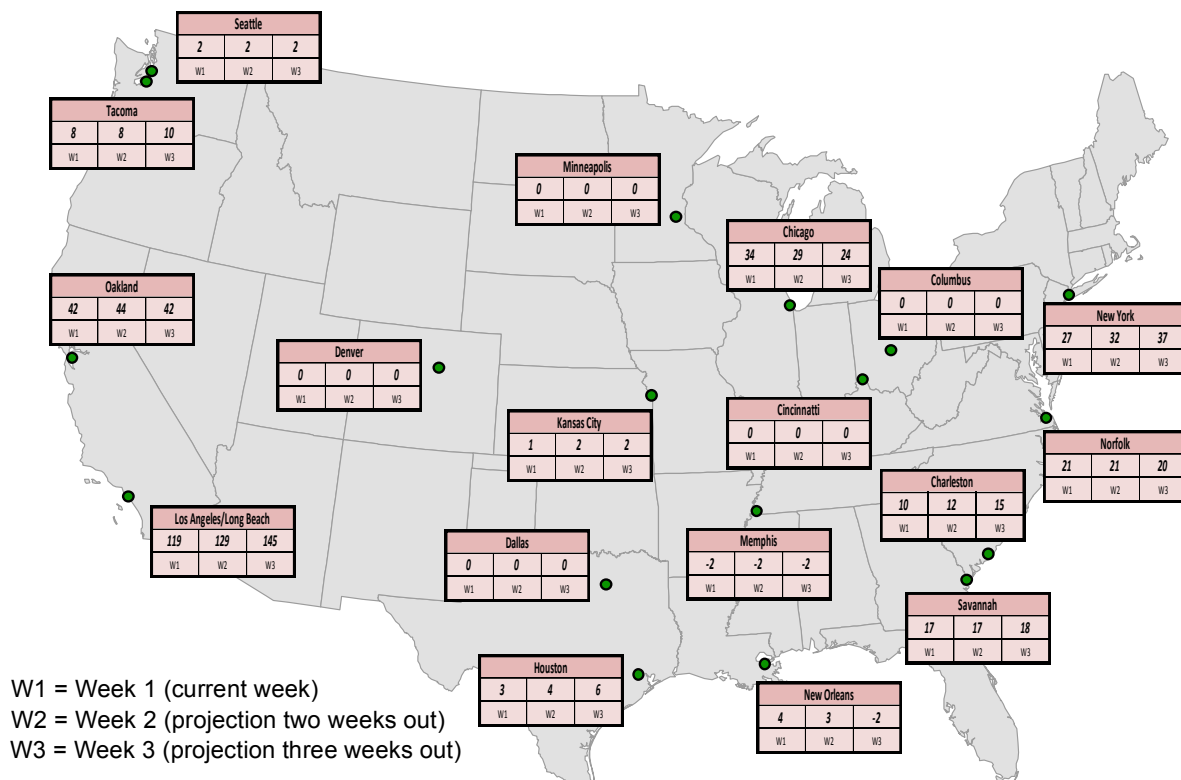 Seattle
2 2 2
W1 W2 W3
Tacoma
8 8 10
W1 W2 W3
Minneapolis
0 0 0
W1 W2 W3
Chicago
34 29 24
W1 W2 W3
Columbus
0 0 0
W1 W2 W3
Oakland
42 44 42
W1 W2 W3
New York
27 32 37
W1 W2 W3
Denver
0 0 0
W1 W2 W3
Kansas City
1 2 2
W1 W2 W3
Cincinnatti
0 0 0
W1 W2 W3
Norfolk
21 21 20
W1 W2 W3
Charleston
10 12 15
W1 W2 W3
Los Angeles/Long Beach
119 129 145
W1 W2 W3
Dallas
0 0 0
W1 W2 W3
Memphis
-2 -2 -2
W1 W2 W3
Savannah
17 17 18
W1 W2 W3
Houston
3 4 6
W1 W2 W3
New Orleans
4 3 -2
W1 W2 W3
W1 = Week 1 (current week)
W2 = Week 2 (projection two weeks out)
W3 = Week 3 (projection three weeks out)